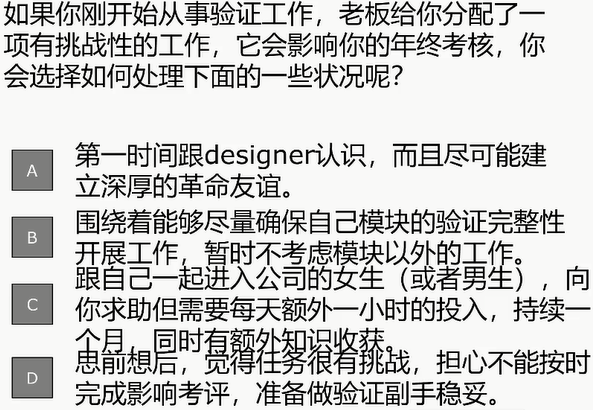 如果你刚开始从事验证工作，老板给你分配了一
项有挑战性的工作，它会影响你的年终考核，你
会选择如何处理下面的一些状况呢？
A
第一时间跟designer认识，而且尽可能建
立深厚的革命友谊。
B
围绕着能够尽量确保自己模块的验证完整性
开展工作，暂时不考虑模块以外的工作。
C
跟自己一起进入公司的女生（或者男生），向
你求助但需要每天额外一小时的投入，持续一
个月，同时有额外知识收获。
D
思前想后，觉得任务很有挑战，担心不能按时
完成影响考评，准备做验证副手稳妥。